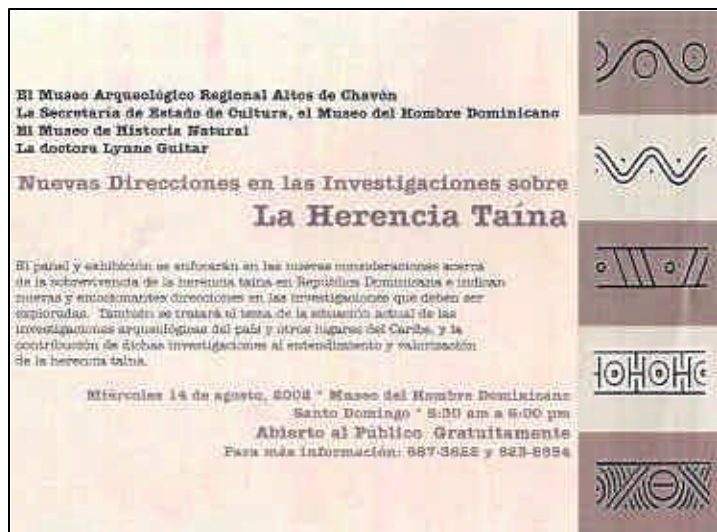 El Museo Arqueológico Regional Altos de Chavón
La Secretaría de Estado de Cultura, el Museo del Hombre Dominicano
El Museo de Historia Natural
La doctora Lynne Guitar
Nuevas Direcciones en las Investigaciones sobre
La Herencia Taína
El panel y exhibición se enfocarán en las nuevas consideraciones acerca
de la sobrevivencia de la herencia taína en República Dominicana e indican
nuevas y emocionantes direcciones en las investigaciones que deben ser
exploradas. También se tratará el tema de la situación actual de las
investigaciones arqueológicas del país y otros lugares del Caribe, y la
contribución de dichas investigaciones al entendimiento y valorización
de la herencia taína.
Miércoles 14 de agosto, 2002 * Museo del Hombre Dominicano
Santo Domingo * 8:30 am a 6:00 pm
Abierto al Público Gratuitamente
Para más información: 687-3622 y